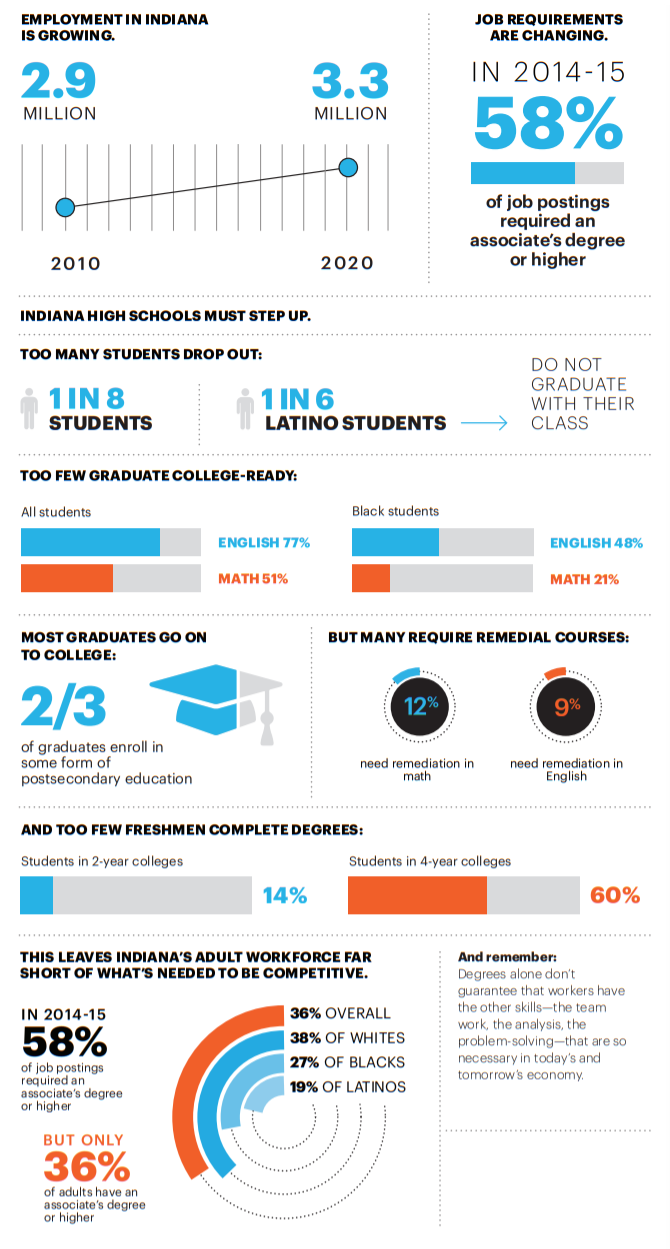 EMPLOYMENT IN INDIANA
IS GROWING.
2.9
MILLION
3.3
MILLION
2010
2020
JOB REQUIREMENTS
ARE CHANGING.
IN 2014-15
58%
of job postings
required an
associate's degree
or higher
INDIANA HIGH SCHOOLS MUST STEP UP.
TOO MANY STUDENTS DROP OUT:
1 IN 8
STUDENTS
1 IN 6
LATINO STUDENTS
DO NOT
GRADUATE
WITH THEIR
CLASS
TOO FEW GRADUATE COLLEGE-READY:
All students
ENGLISH 77%
MATH 51%
Black students
ENGLISH 48%
MATH 21%
MOST GRADUATES GO ON
TO COLLEGE:
2/3
of graduates enroll in
some form of
postsecondary education
BUT MANY REQUIRE REMEDIAL COURSES:
12%
need remediation in
math
9%
need remediation in
English
AND TOO FEW FRESHMEN COMPLETE DEGREES:
Students in 2-year colleges
14%
Students in 4-year colleges
60%
THIS LEAVES INDIANA'S ADULT WORKFORCE FAR
SHORT OF WHAT'S NEEDED TO BE COMPETITIVE.
IN 2014-15
58%
of job postings
required an
associate's degree
or higher
BUT ONLY
36%
of adults have an
associate's degree
or higher
36% OVERALL
38% OF WHITES
27% OF BLACKS
19% OF LATINOS
And remember:
Degrees alone don't
guarantee that workers have
the other skills—the team
work, the analysis, the
problem-solving—that are so
necessary in today's and
tomorrow's economy.